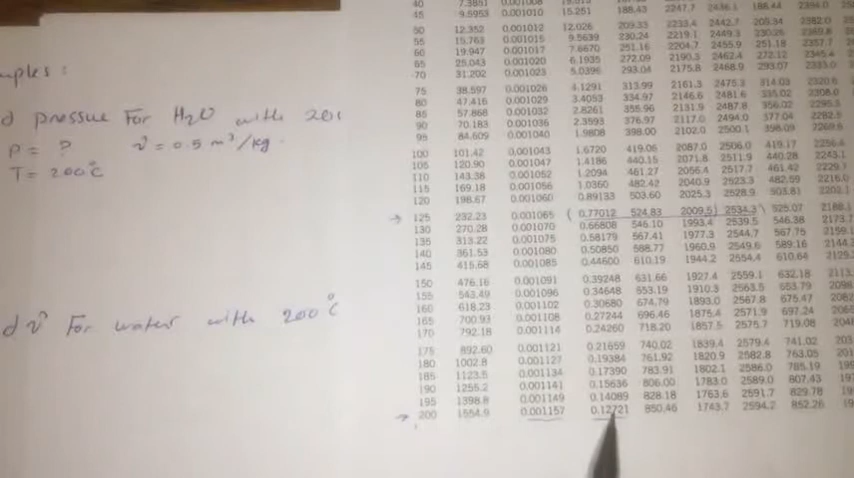 mples :
d pressure For H2O with 200
P = ? v = 0.5 m³/kg
T = 200°C
d v For water with 200°C
45 9.5953 0.001010 15.251 188.43 2247.7 2436.1 188.44
50 12.352 0.001012 12.026 209.33 2233.4 2442.7 209.34 2382.0
55 15.763 0.001015 9.5639 230.24 2219.1 2449.3 230.26 2369.8
60 19.947 0.001017 7.6670 251.16 2204.7 2455.9 251.18 2357.7
65 25.043 0.001020 6.1935 272.09 2190.3 2462.4 272.12 2345.4
70 31.202 0.001023 5.0396 293.04 2175.8 2468.9 293.07 2333.0
75 38.597 0.001026 4.1291 313.99 2161.3 2475.3 314.03 2320.6
80 47.416 0.001029 3.4053 334.97 2146.6 2481.6 335.02 2308.0
85 57.868 0.001032 2.8261 355.96 2131.9 2487.8 356.02 2295.3
90 70.183 0.001036 2.3593 376.97 2117.0 2494.0 377.04 2282.5
95 84.609 0.001040 1.9808 398.00 2102.0 2500.1 398.09 2269.6
100 101.42 0.001043 1.6720 419.06 2087.0 2506.0 419.17 2256.4
105 120.90 0.001047 1.4186 440.15 2071.8 2511.9 440.28 2243.1
110 143.38 0.001052 1.2094 461.27 2056.4 2517.7 461.42 2229.7
115 169.18 0.001056 1.0360 482.42 2040.9 2523.3 482.59 2216.0
120 198.67 0.001060 0.89133 503.60 2025.3 2528.9 503.81 2202.1
→ 125 232.23 0.001065 ( 0.77012 524.83 2009.5 ) 2534.3 525.07 2188.1
130 270.28 0.001070 0.66808 546.10 1993.4 2539.5 546.38 2173.7
135 313.22 0.001075 0.58179 567.41 1977.3 2544.7 567.75 2159.1
140 361.53 0.001080 0.50850 588.77 1960.9 2549.6 589.16 2144.3
145 415.68 0.001085 0.44600 610.19 1944.2 2554.4 610.64
150 476.16 0.001091 0.39248 631.66 1927.4 2559.1 632.18
155 543.49 0.001096 0.34648 653.19 1910.3 2563.5 653.79
160 618.23 0.001102 0.30680 674.79 1893.0 2567.8 675.47
165 700.93 0.001108 0.27244 696.46 1875.4 2571.9 697.24
170 792.18 0.001114 0.24260 718.20 1857.5 2575.7 719.08
175 892.60 0.001121 0.21659 740.02 1839.4 2579.4 741.02
180 1002.8 0.001127 0.19384 761.92 1820.9 2582.8 763.05
185 1123.5 0.001134 0.17390 783.91 1802.1 2586.0 785.19
190 1255.2 0.001141 0.15636 806.00 1783.0 2589.0 807.43
195 1398.8 0.001149 0.14089 828.18 1763.6 2591.7 829.78
→ 200 1554.9 0.001157 0.12721 850.46 1743.7 2594.2 852.26